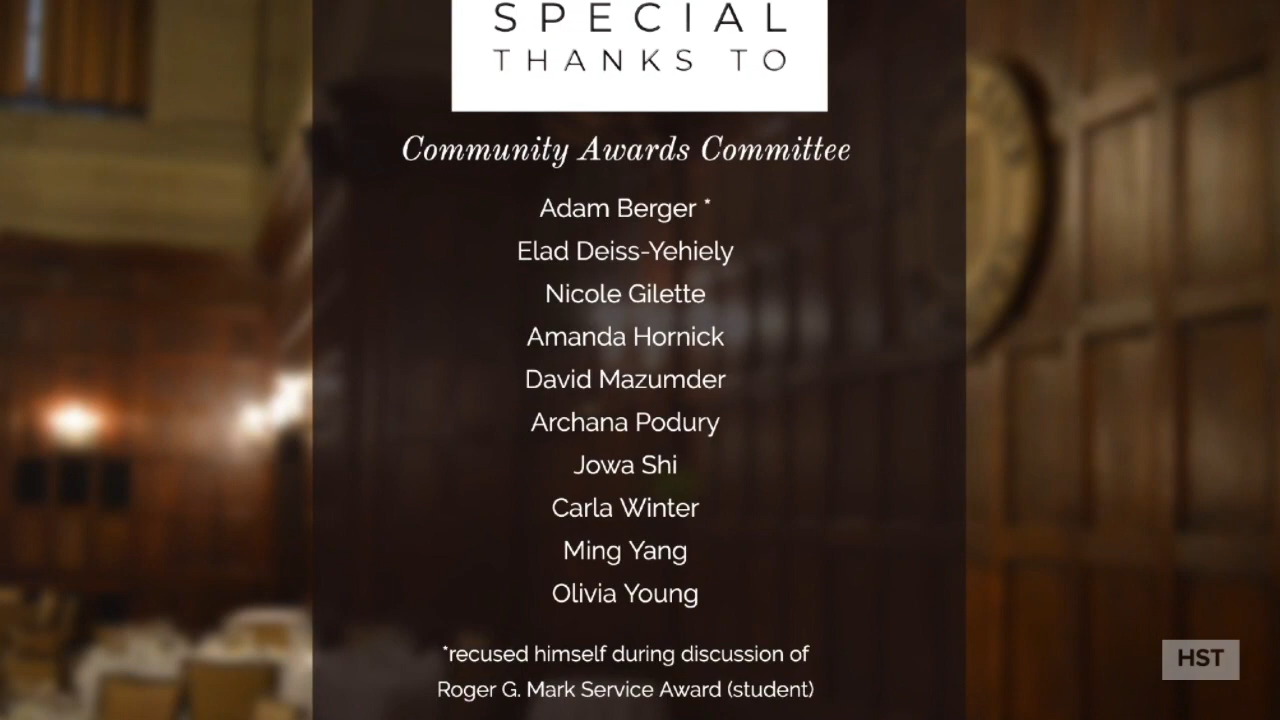 SPECIAL
THANKS TO
Community Awards Committee
Adam Berger *
Elad Deiss-Yehiely
Nicole Gilette
Amanda Hornick
David Mazumder
Archana Podury
Jowa Shi
Carla Winter
Ming Yang
Olivia Young
*recused himself during discussion of
Roger G. Mark Service Award (student)
HST